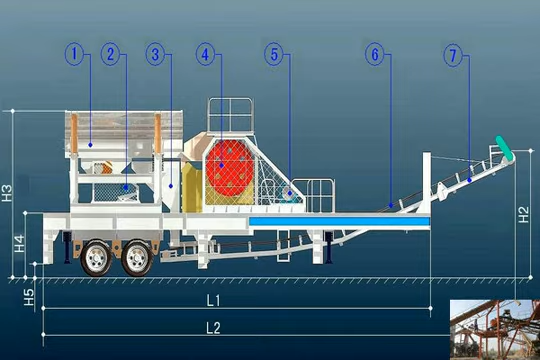 ① ② ③ ④ ⑤ ⑥ ⑦
H3
H4
H5
H2
L1
L2